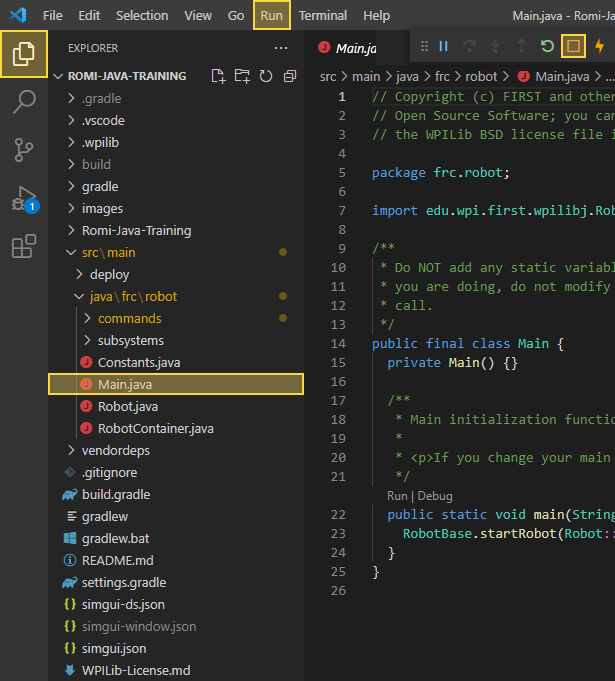 File Edit Selection View Go Run Terminal Help Main.java - Romi-Ja
EXPLORER
ROMI-JAVA-TRAINING
.gradle
.vscode
.wpilib
build
gradle
images
Romi-Java-Training
src\main
deploy
java\frc\robot
commands
subsystems
Constants.java
Main.java
Robot.java
RobotContainer.java
vendordeps
.gitignore
build.gradle
gradlew
gradlew.bat
README.md
settings.gradle
simgui-ds.json
simgui-window.json
simgui.json
WPILib-License.md
1
J Main.ja
src > main > java > frc > robot > J Main.java > ...
1 // Copyright (c) FIRST and other
2 // Open Source Software; you can
3 // the WPILib BSD license file i
4
5 package frc.robot;
6
7 import edu.wpi.first.wpilibj.Rob
8
9 /**
10 * Do NOT add any static variabl
11 * you are doing, do not modify
12 * call.
13 */
14 public final class Main {
15 private Main() {}
16
17 /**
18 * Main initialization functio
19 *
20 * <p>If you change your main
21 */
Run | Debug
22 public static void main(String
23 RobotBase.startRobot(Robot::
24 }
25 }
26